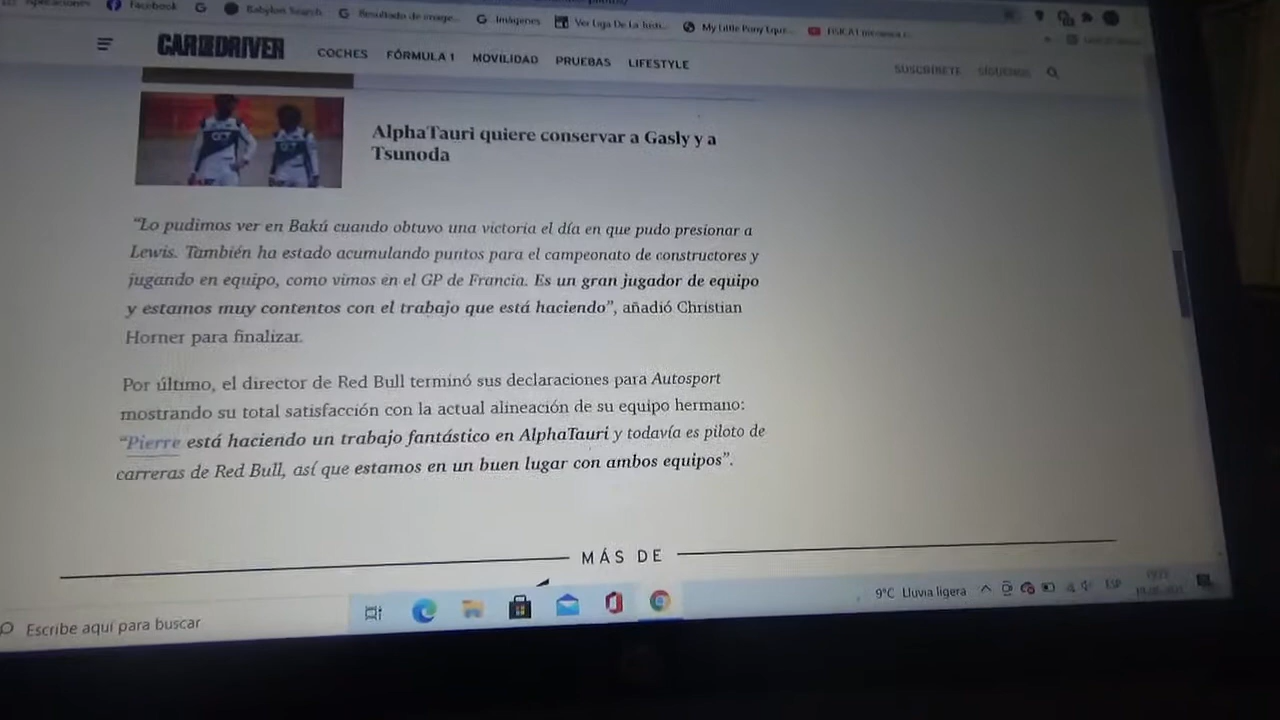 Facebook
G
Babylon Search
G Resultado de image...
G Imágenes
Ver Liga De La Justi...
My Little Pony Eque...
CAR AND DRIVER
COCHES
FÓRMULA 1
MOVILIDAD
PRUEBAS
LIFESTYLE
SUSCRÍBETE
SÍGUENOS
AlphaTauri quiere conservar a Gasly y a
Tsunoda
“Lo pudimos ver en Bakú cuando obtuvo una victoria el día en que pudo presionar a
Lewis. También ha estado acumulando puntos para el campeonato de constructores y
jugando en equipo, como vimos en el GP de Francia. Es un gran jugador de equipo
y estamos muy contentos con el trabajo que está haciendo”, añadió Christian
Horner para finalizar.
Por último, el director de Red Bull terminó sus declaraciones para Autosport
mostrando su total satisfacción con la actual alineación de su equipo hermano:
“Pierre está haciendo un trabajo fantástico en AlphaTauri y todavía es piloto de
carreras de Red Bull, así que estamos en un buen lugar con ambos equipos”.
MÁS DE
Escribe aquí para buscar
9°C Lluvia ligera
ESP